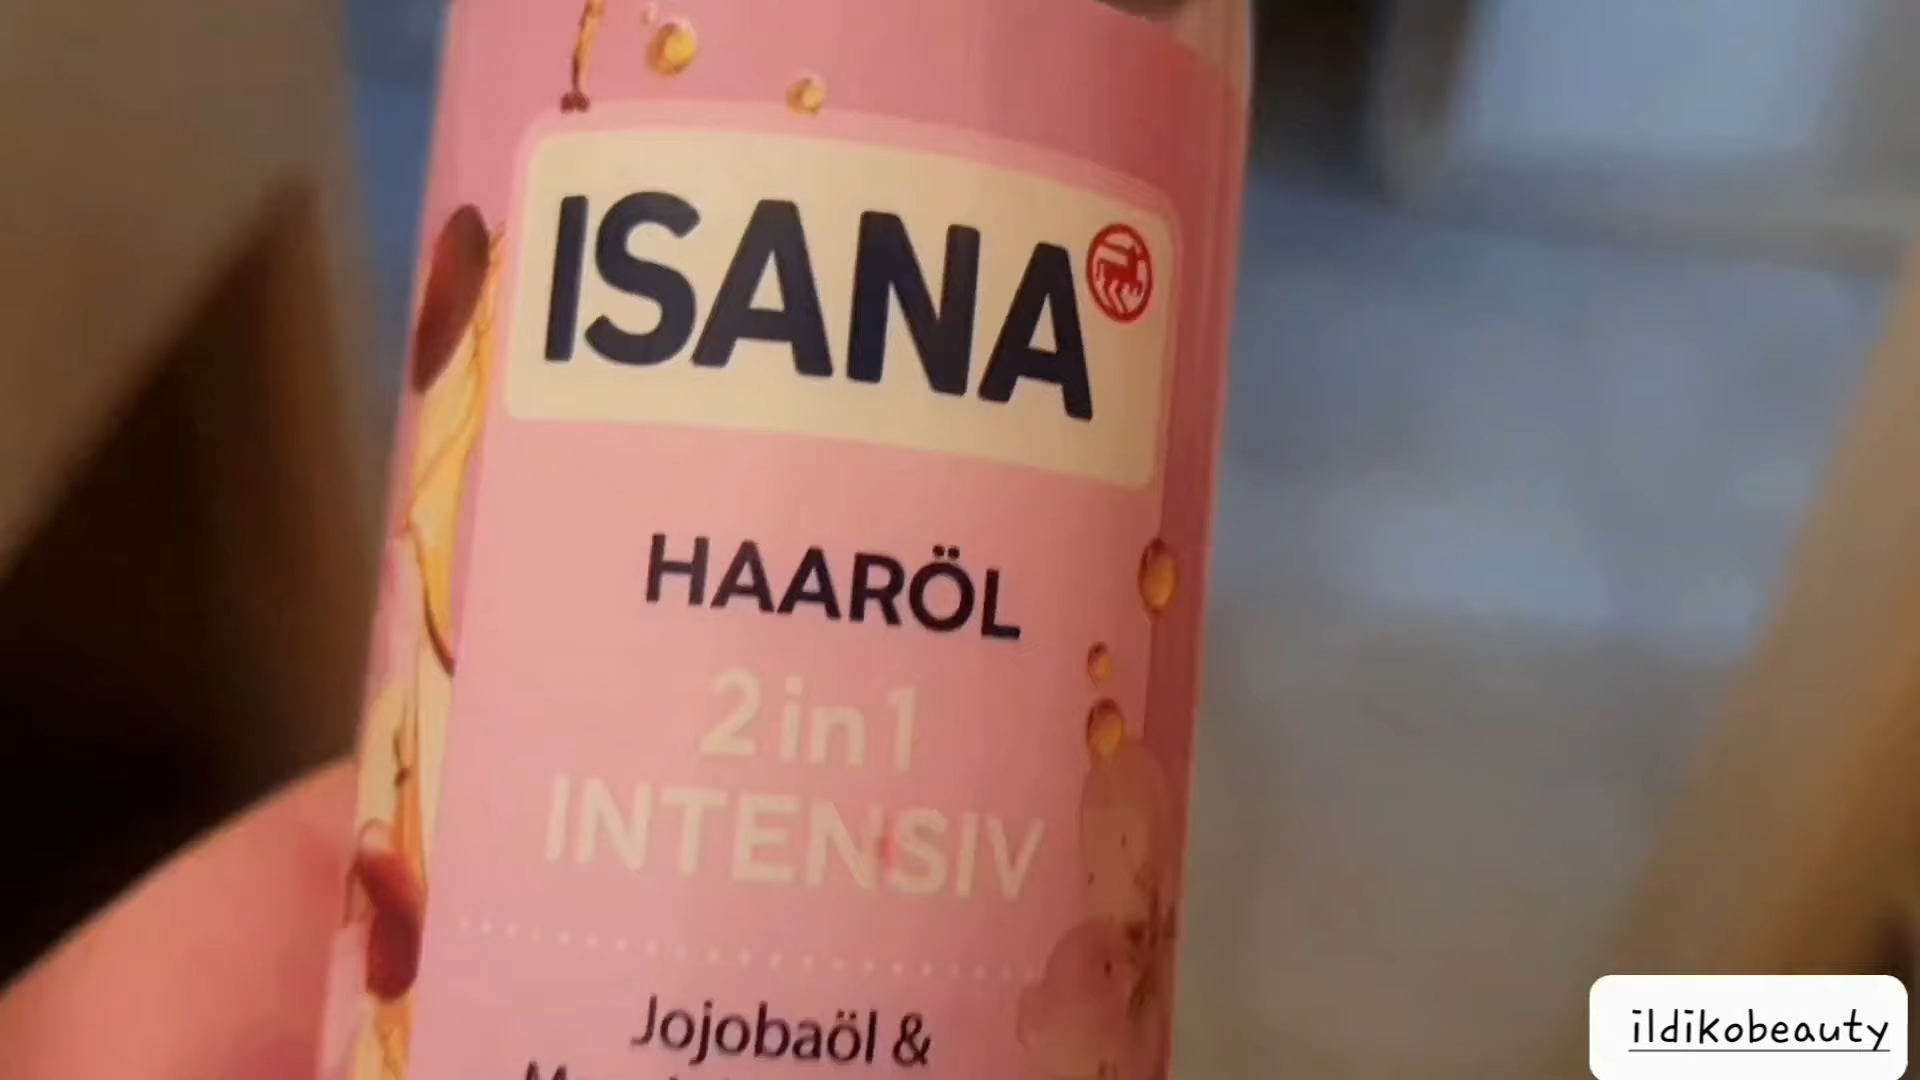 ISANA
HAARÖL
2in1
INTENSIV
Jojobaöl &
ildikobeauty